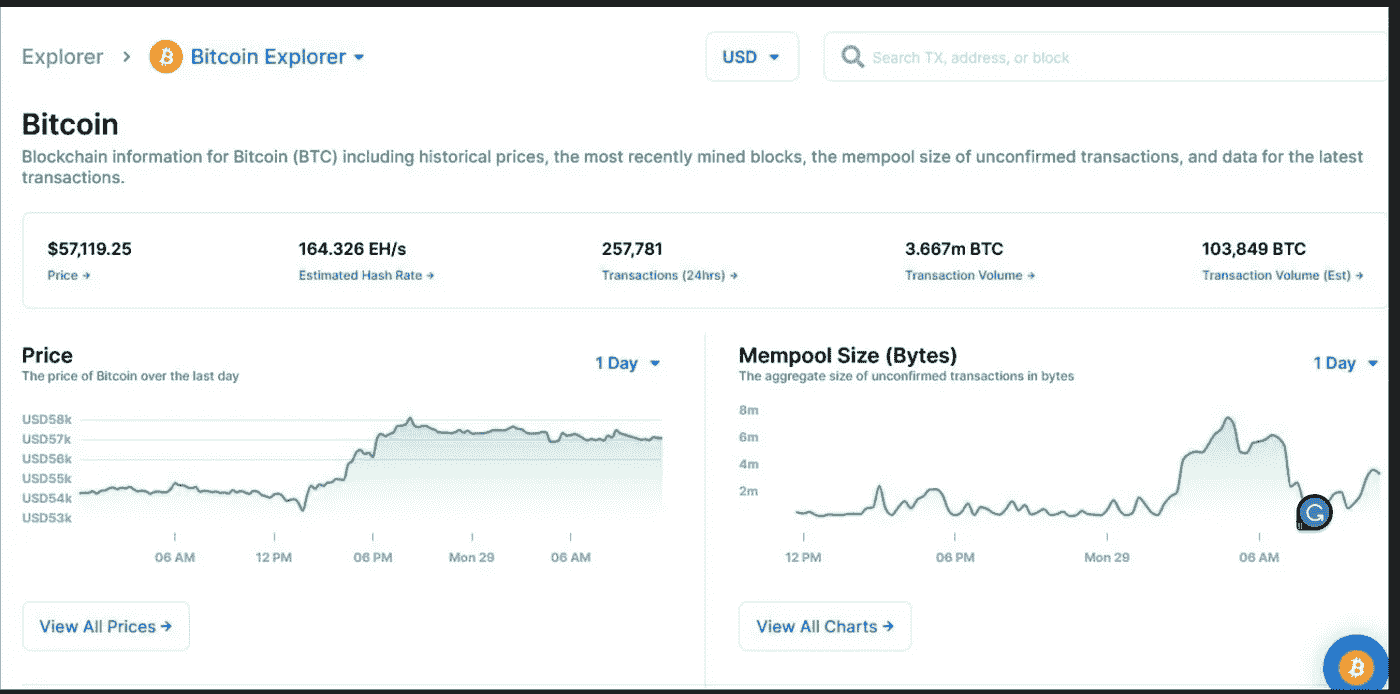 Explorer > Bitcoin Explorer
USD
Search TX, address, or block
Bitcoin
Blockchain information for Bitcoin (BTC) including historical prices, the most recently mined blocks, the mempool size of unconfirmed transactions, and data for the latest
transactions.
$57,119.25
Price →
164.326 EH/s
Estimated Hash Rate →
257,781
Transactions (24hrs) →
3.667m BTC
Transaction Volume →
103,849 BTC
Transaction Volume (Est) →
Price
The price of Bitcoin over the last day
1 Day
USD58k
USD57k
USD56k
USD55k
USD54k
USD53k
06 AM 12 PM 06 PM Mon 29 06 AM
View All Prices →
Mempool Size (Bytes)
The aggregate size of unconfirmed transactions in bytes
1 Day
8m
6m
4m
2m
12 PM 06 PM Mon 29 06 AM
View All Charts →